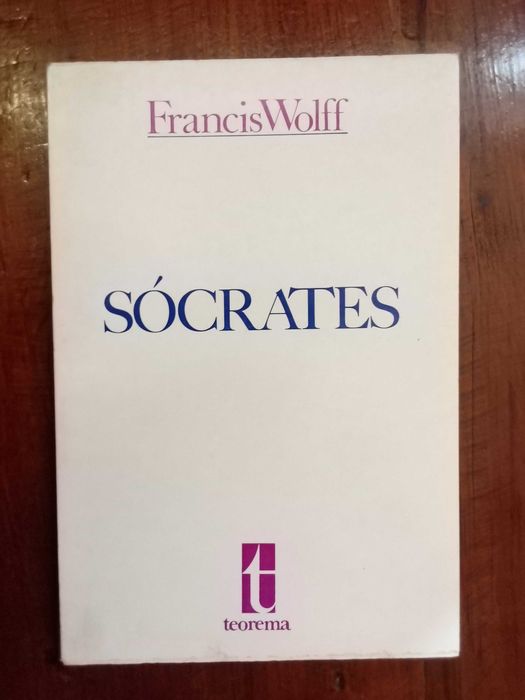 Francis Wolff
SÓCRATES
t
teorema